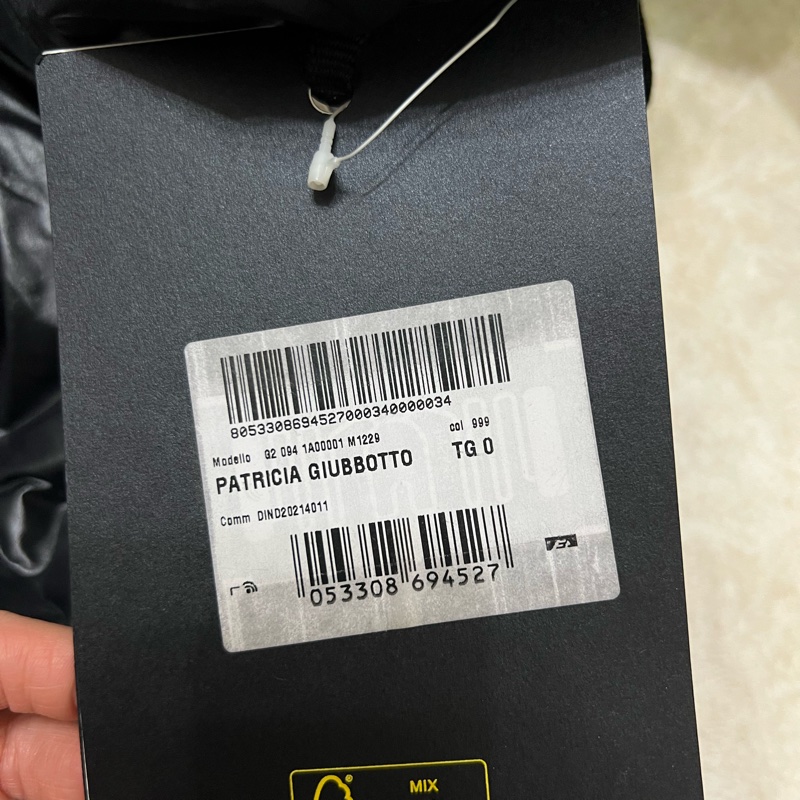 8053308694527000340000034
Modello G2 094 1A00001 M1229 col 999
PATRICIA GIUBBOTTO TG 0
Comm DIND20214011
053308 694527
MIX